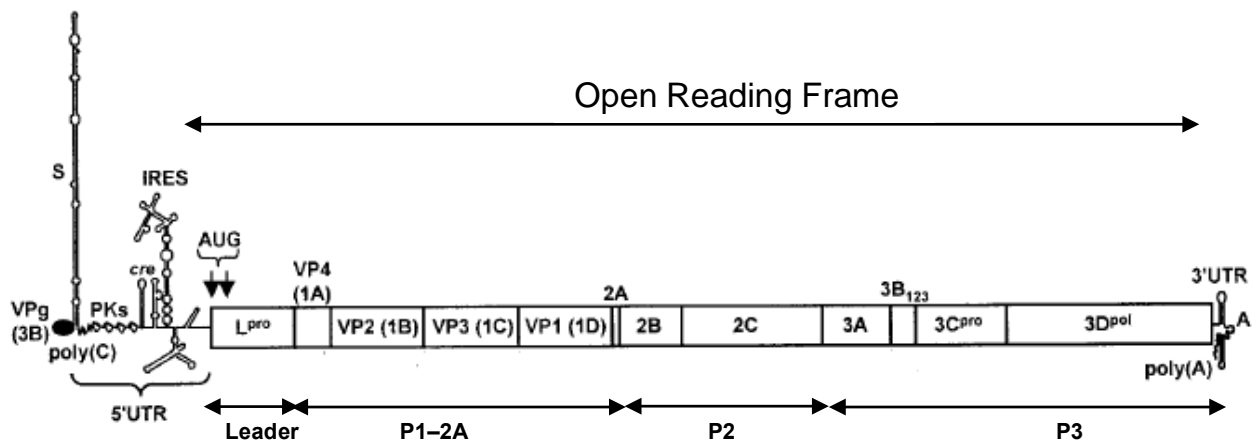 Open Reading Frame
S
IRES
AUG
VP4
(1A)
cre
2A
3B₁₂₃
3'UTR
VPg
(3B)
PKs
poly(C)
Lᵖʳᵒ
VP2 (1B)
VP3 (1C)
VP1 (1D)
2B
2C
3A
3Cᵖʳᵒ
3Dᵖᵒˡ
A
poly(A)
5'UTR
Leader
P1–2A
P2
P3